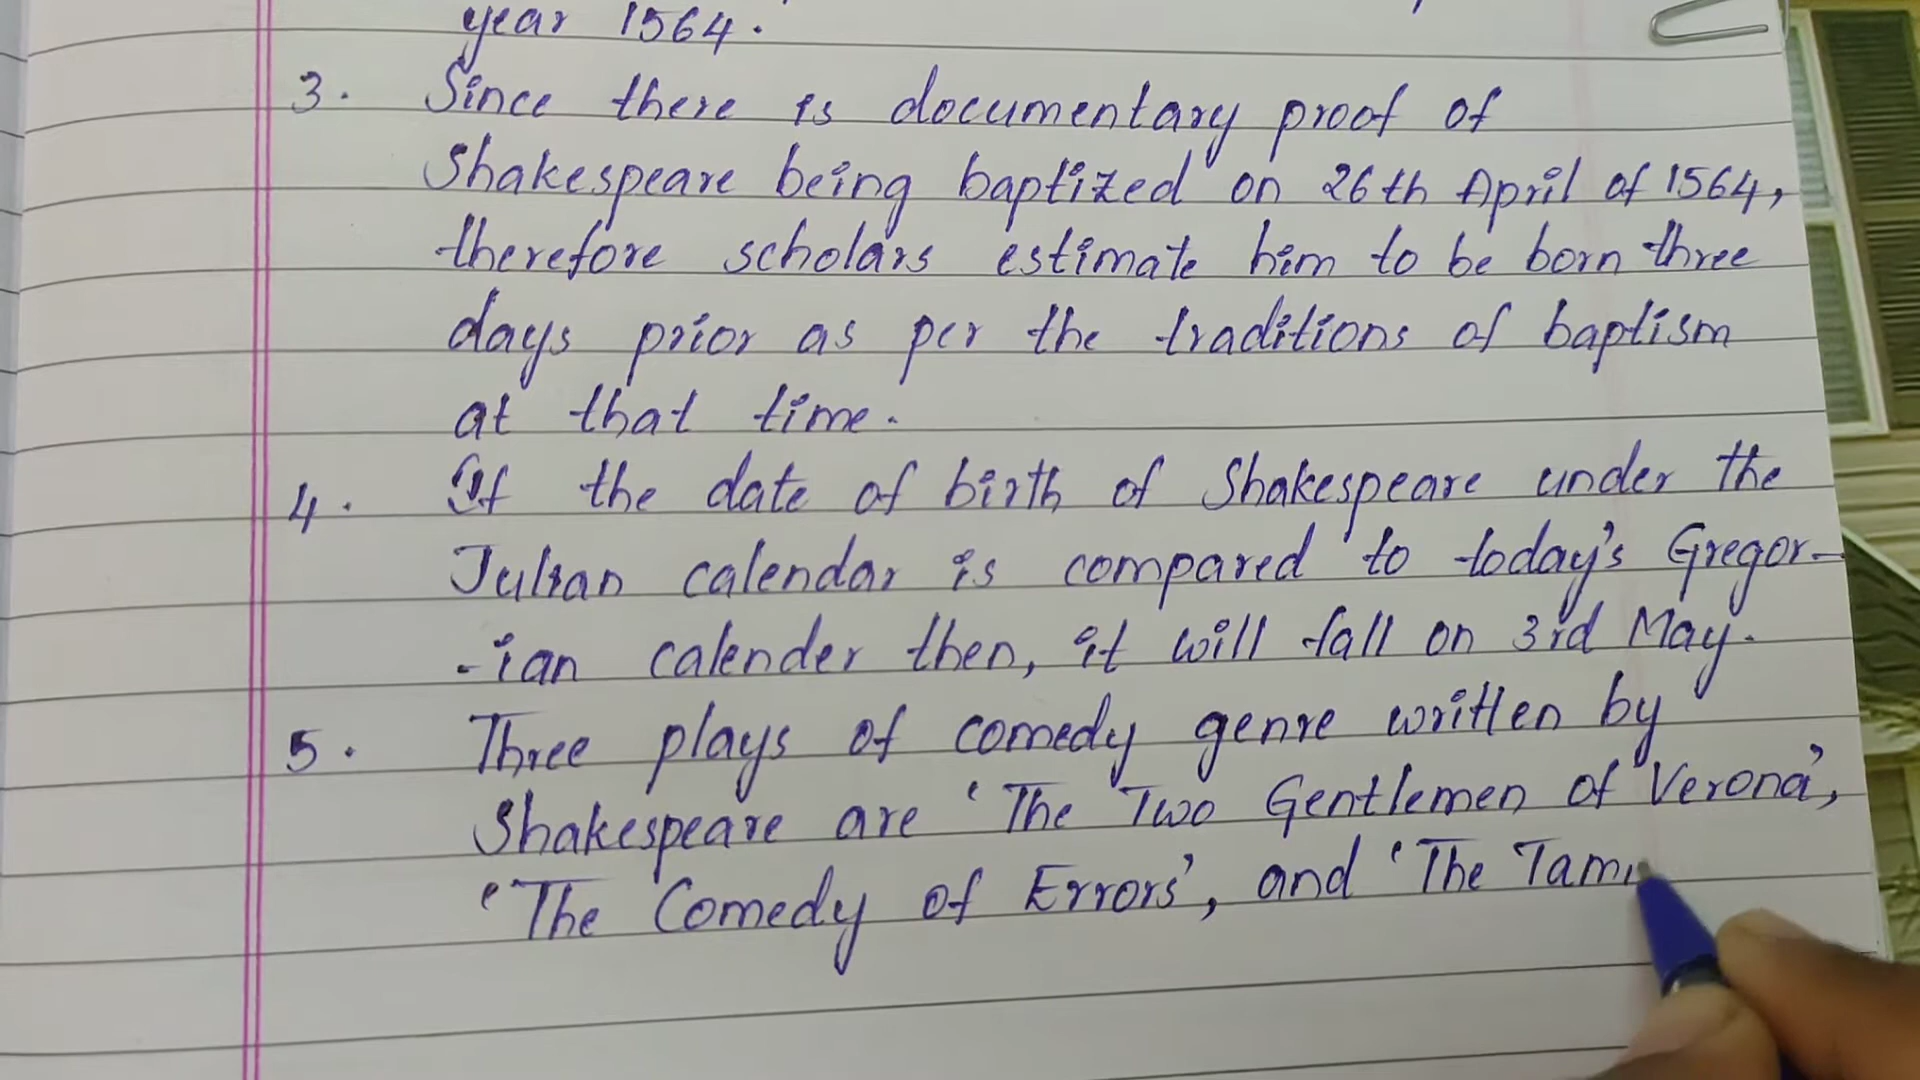 year 1564.
3. Since there is documentary proof of
Shakespeare being baptized on 26th April of 1564,
therefore scholars estimate him to be born three
days prior as per the traditions of baptism
at that time.
4. If the date of birth of Shakespeare under the
Julian calendar is compared to today's Gregor-
-ian calender then, it will fall on 3rd May.
5. Three plays of comedy genre written by
Shakespeare are 'The Two Gentlemen of Verona',
'The Comedy of Errors', and 'The Tami